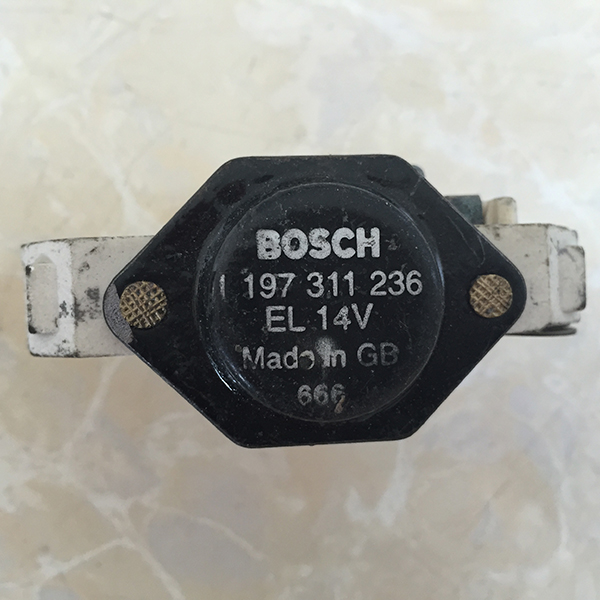 BOSCH
1 197 311 236
EL 14V
Made in GB
666